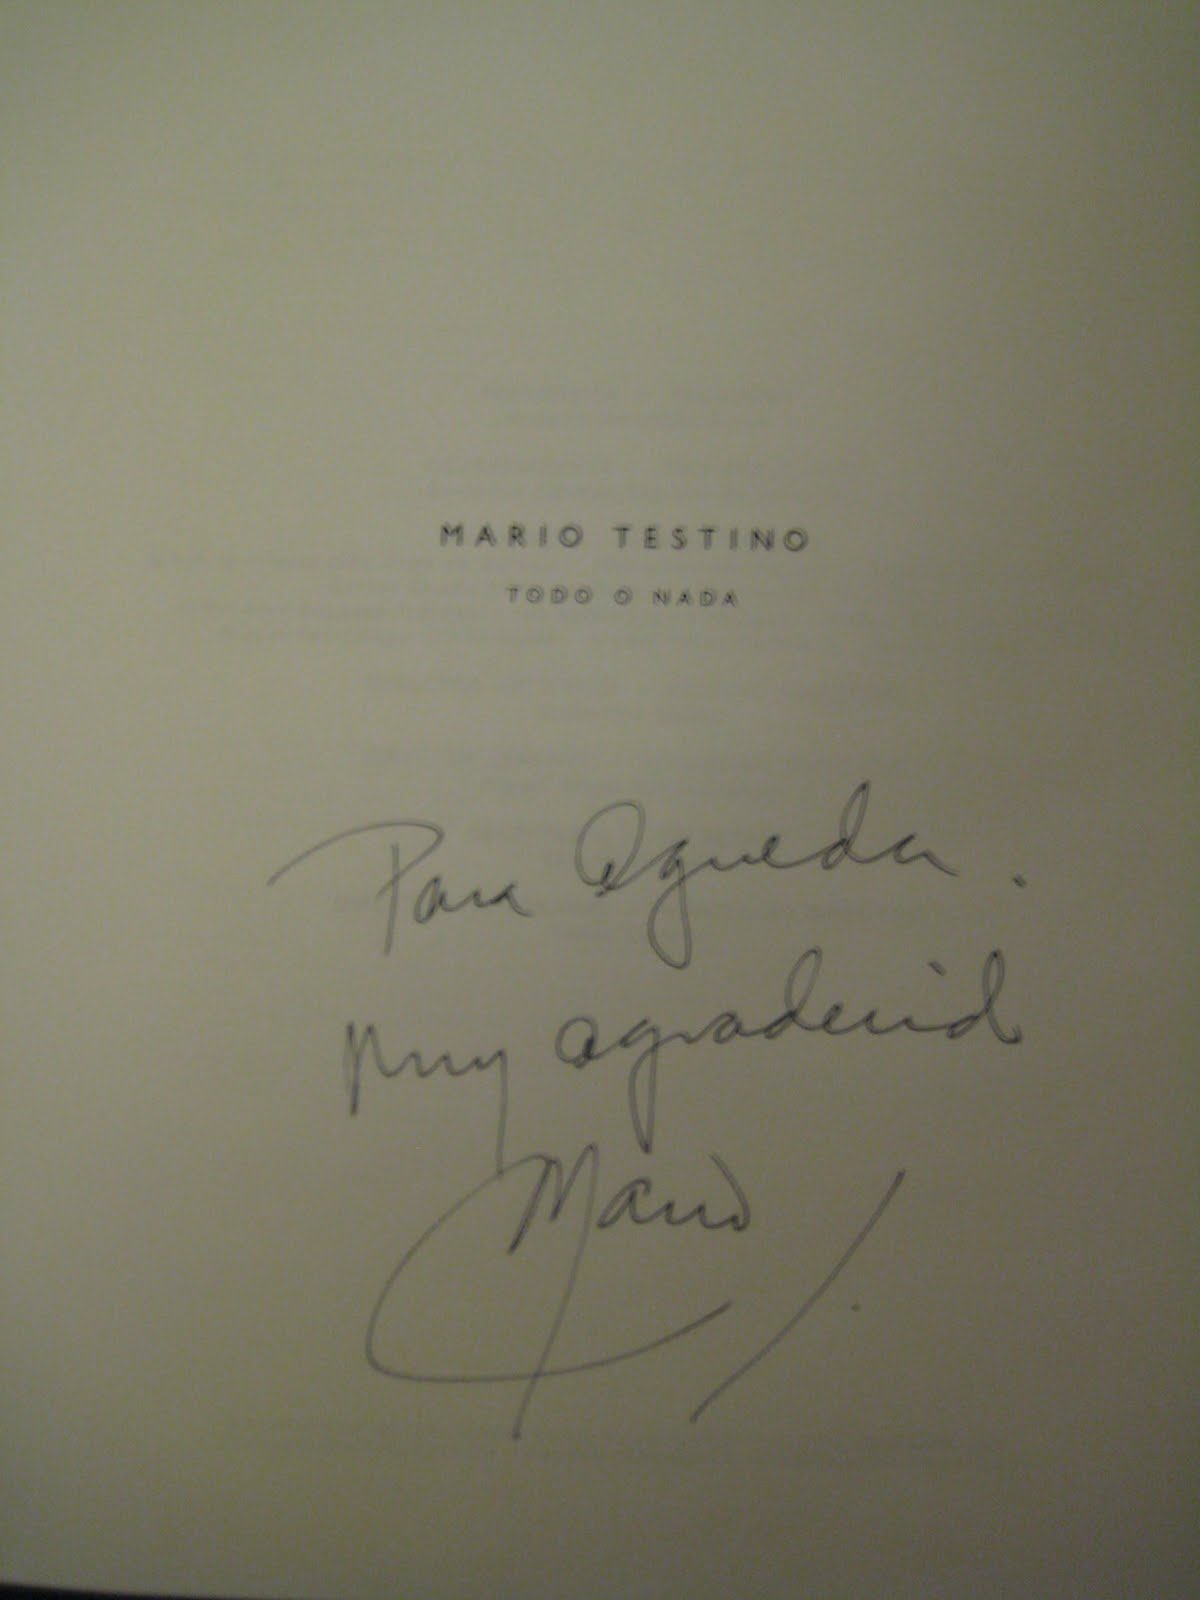 MARIO TESTINO
TODO O NADA
Para Agueda.
muy agradecido
Mario